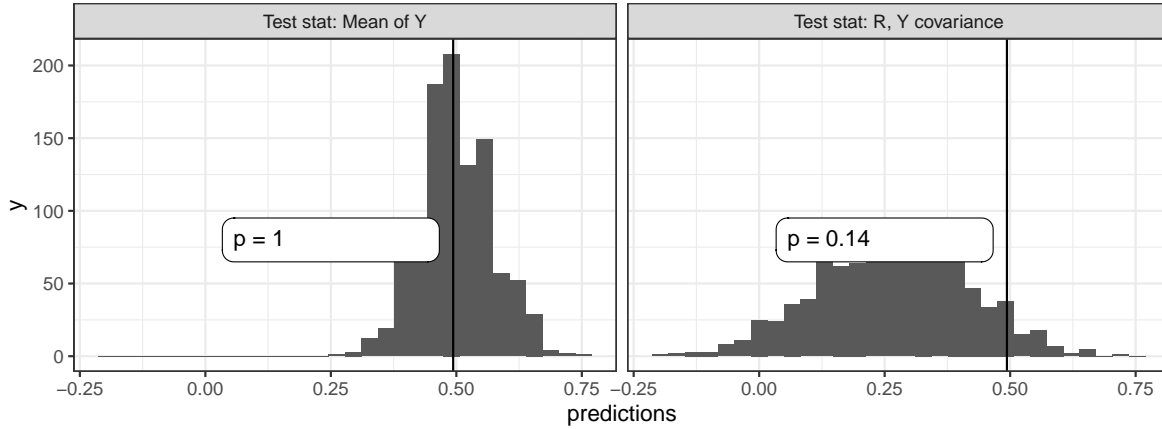 Test stat: Mean of Y
Test stat: R, Y covariance
200
150
100
50
0
y
p = 1
p = 0.14
−0.25 0.00 0.25 0.50 0.75
−0.25 0.00 0.25 0.50 0.75
predictions